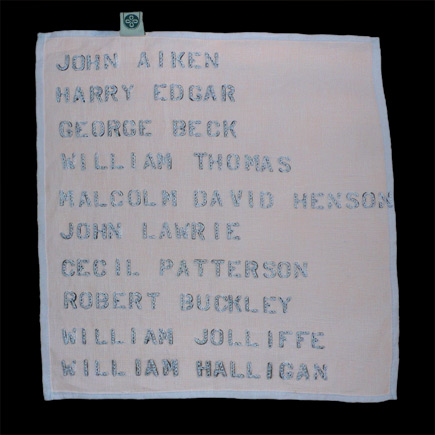 JOHN AIKEN
HARRY EDGAR
GEORGE BECK
WILLIAM THOMAS
MALCOLM DAVID HENSON
JOHN LAWRIE
CECIL PATTERSON
ROBERT BUCKLEY
WILLIAM JOLLIFFE
WILLIAM HALLIGAN